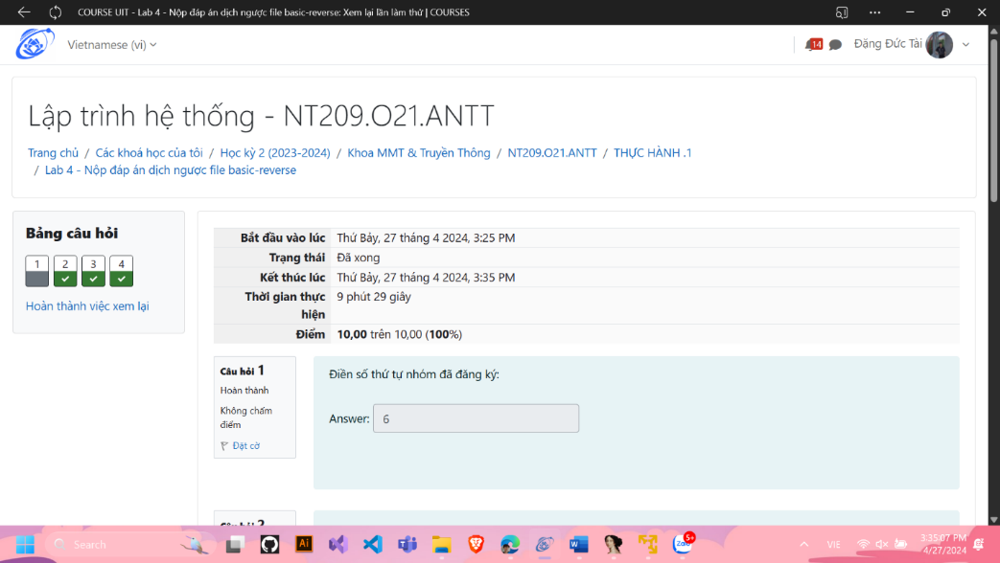 COURSE UIT - Lab 4 - Nộp đáp án dịch ngược file basic-reverse: Xem lại lần làm thử | COURSES
Vietnamese (vi)
14
Đặng Đức Tài
Lập trình hệ thống - NT209.O21.ANTT
Trang chủ / Các khoá học của tôi / Học kỳ 2 (2023-2024) / Khoa MMT & Truyền Thông / NT209.O21.ANTT / THỰC HÀNH .1
/ Lab 4 - Nộp đáp án dịch ngược file basic-reverse
Bảng câu hỏi
1 2 3 4
Hoàn thành việc xem lại
Bắt đầu vào lúc Thứ Bảy, 27 tháng 4 2024, 3:25 PM
Trạng thái Đã xong
Kết thúc lúc Thứ Bảy, 27 tháng 4 2024, 3:35 PM
Thời gian thực hiện 9 phút 29 giây
Điểm 10,00 trên 10,00 (100%)
Câu hỏi 1
Hoàn thành
Không chấm
điểm
Đặt cờ
Điền số thứ tự nhóm đã đăng ký:
Answer: 6
Câu hỏi 2
Search
Ai
5+
VIE
3:35:07 PM
4/27/2024